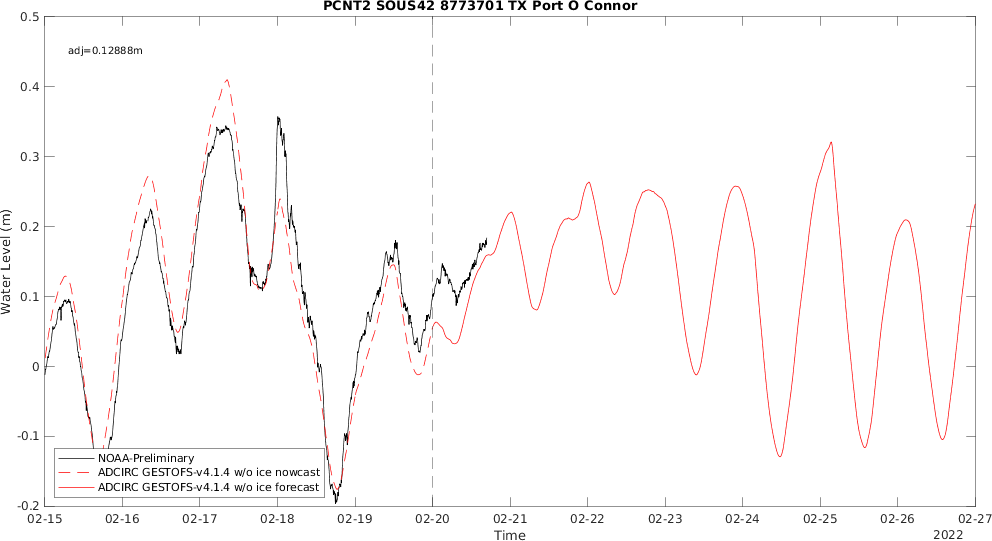 PCNT2 SOUS42 8773701 TX Port O Connor
adj=0.12888m
0.5
0.4
0.3
0.2
0.1
0
-0.1
-0.2
Water Level (m)
NOAA-Preliminary
ADCIRC GESTOFS-v4.1.4 w/o ice nowcast
ADCIRC GESTOFS-v4.1.4 w/o ice forecast
02-15 02-16 02-17 02-18 02-19 02-20 02-21 02-22 02-23 02-24 02-25 02-26 02-27
Time
2022